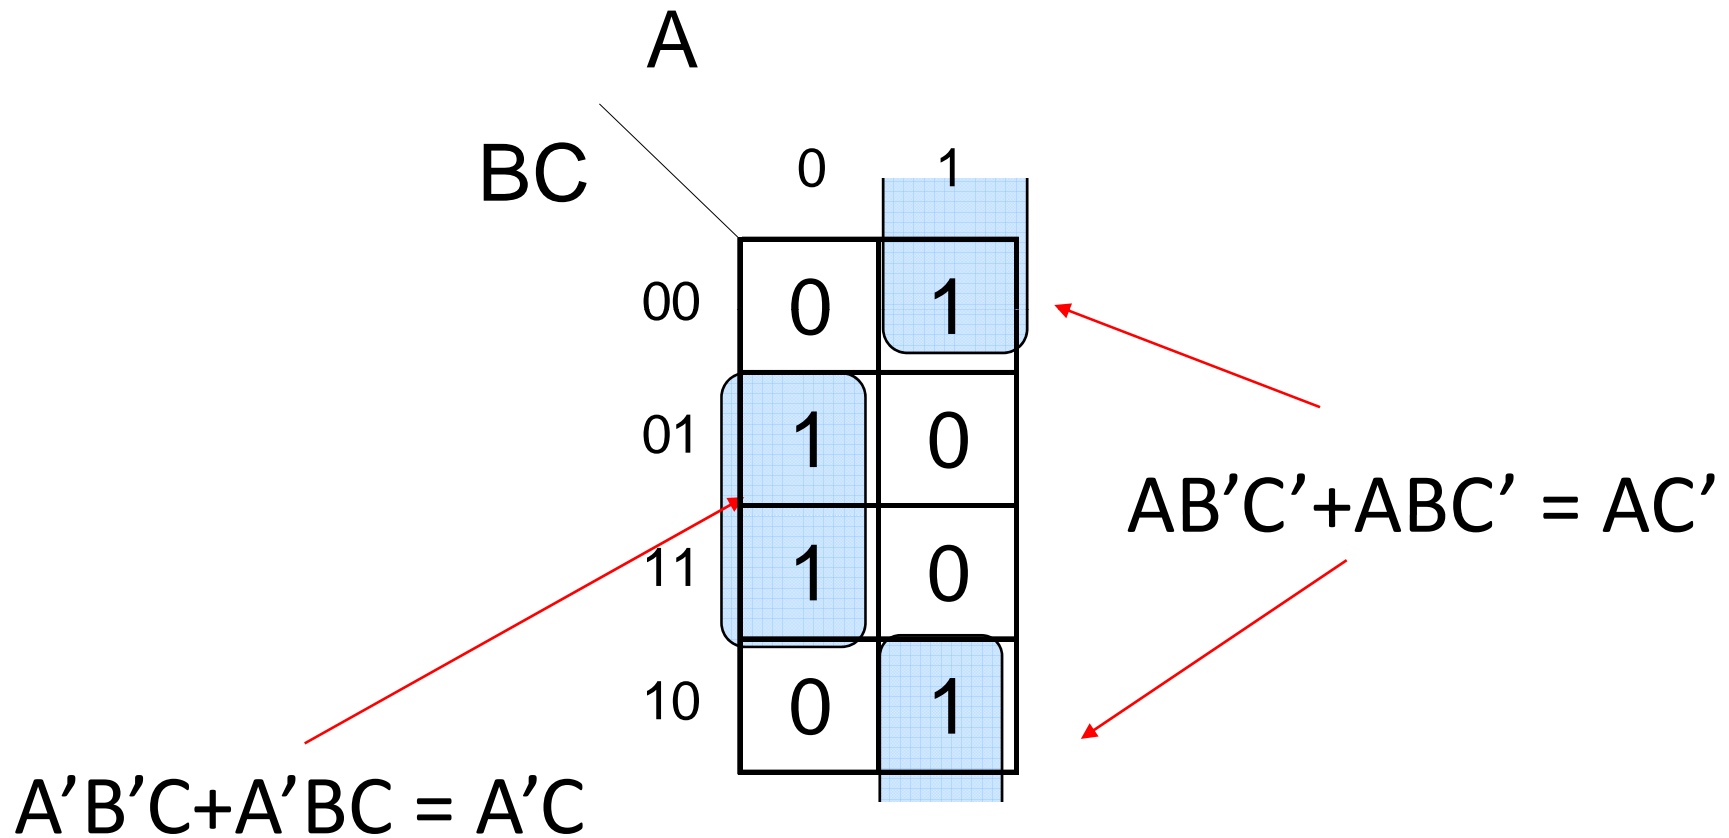 A
BC
0 1
00 0 1
01 1 0
11 1 0
10 0 1
AB’C’+ABC’ = AC’
A’B’C+A’BC = A’C